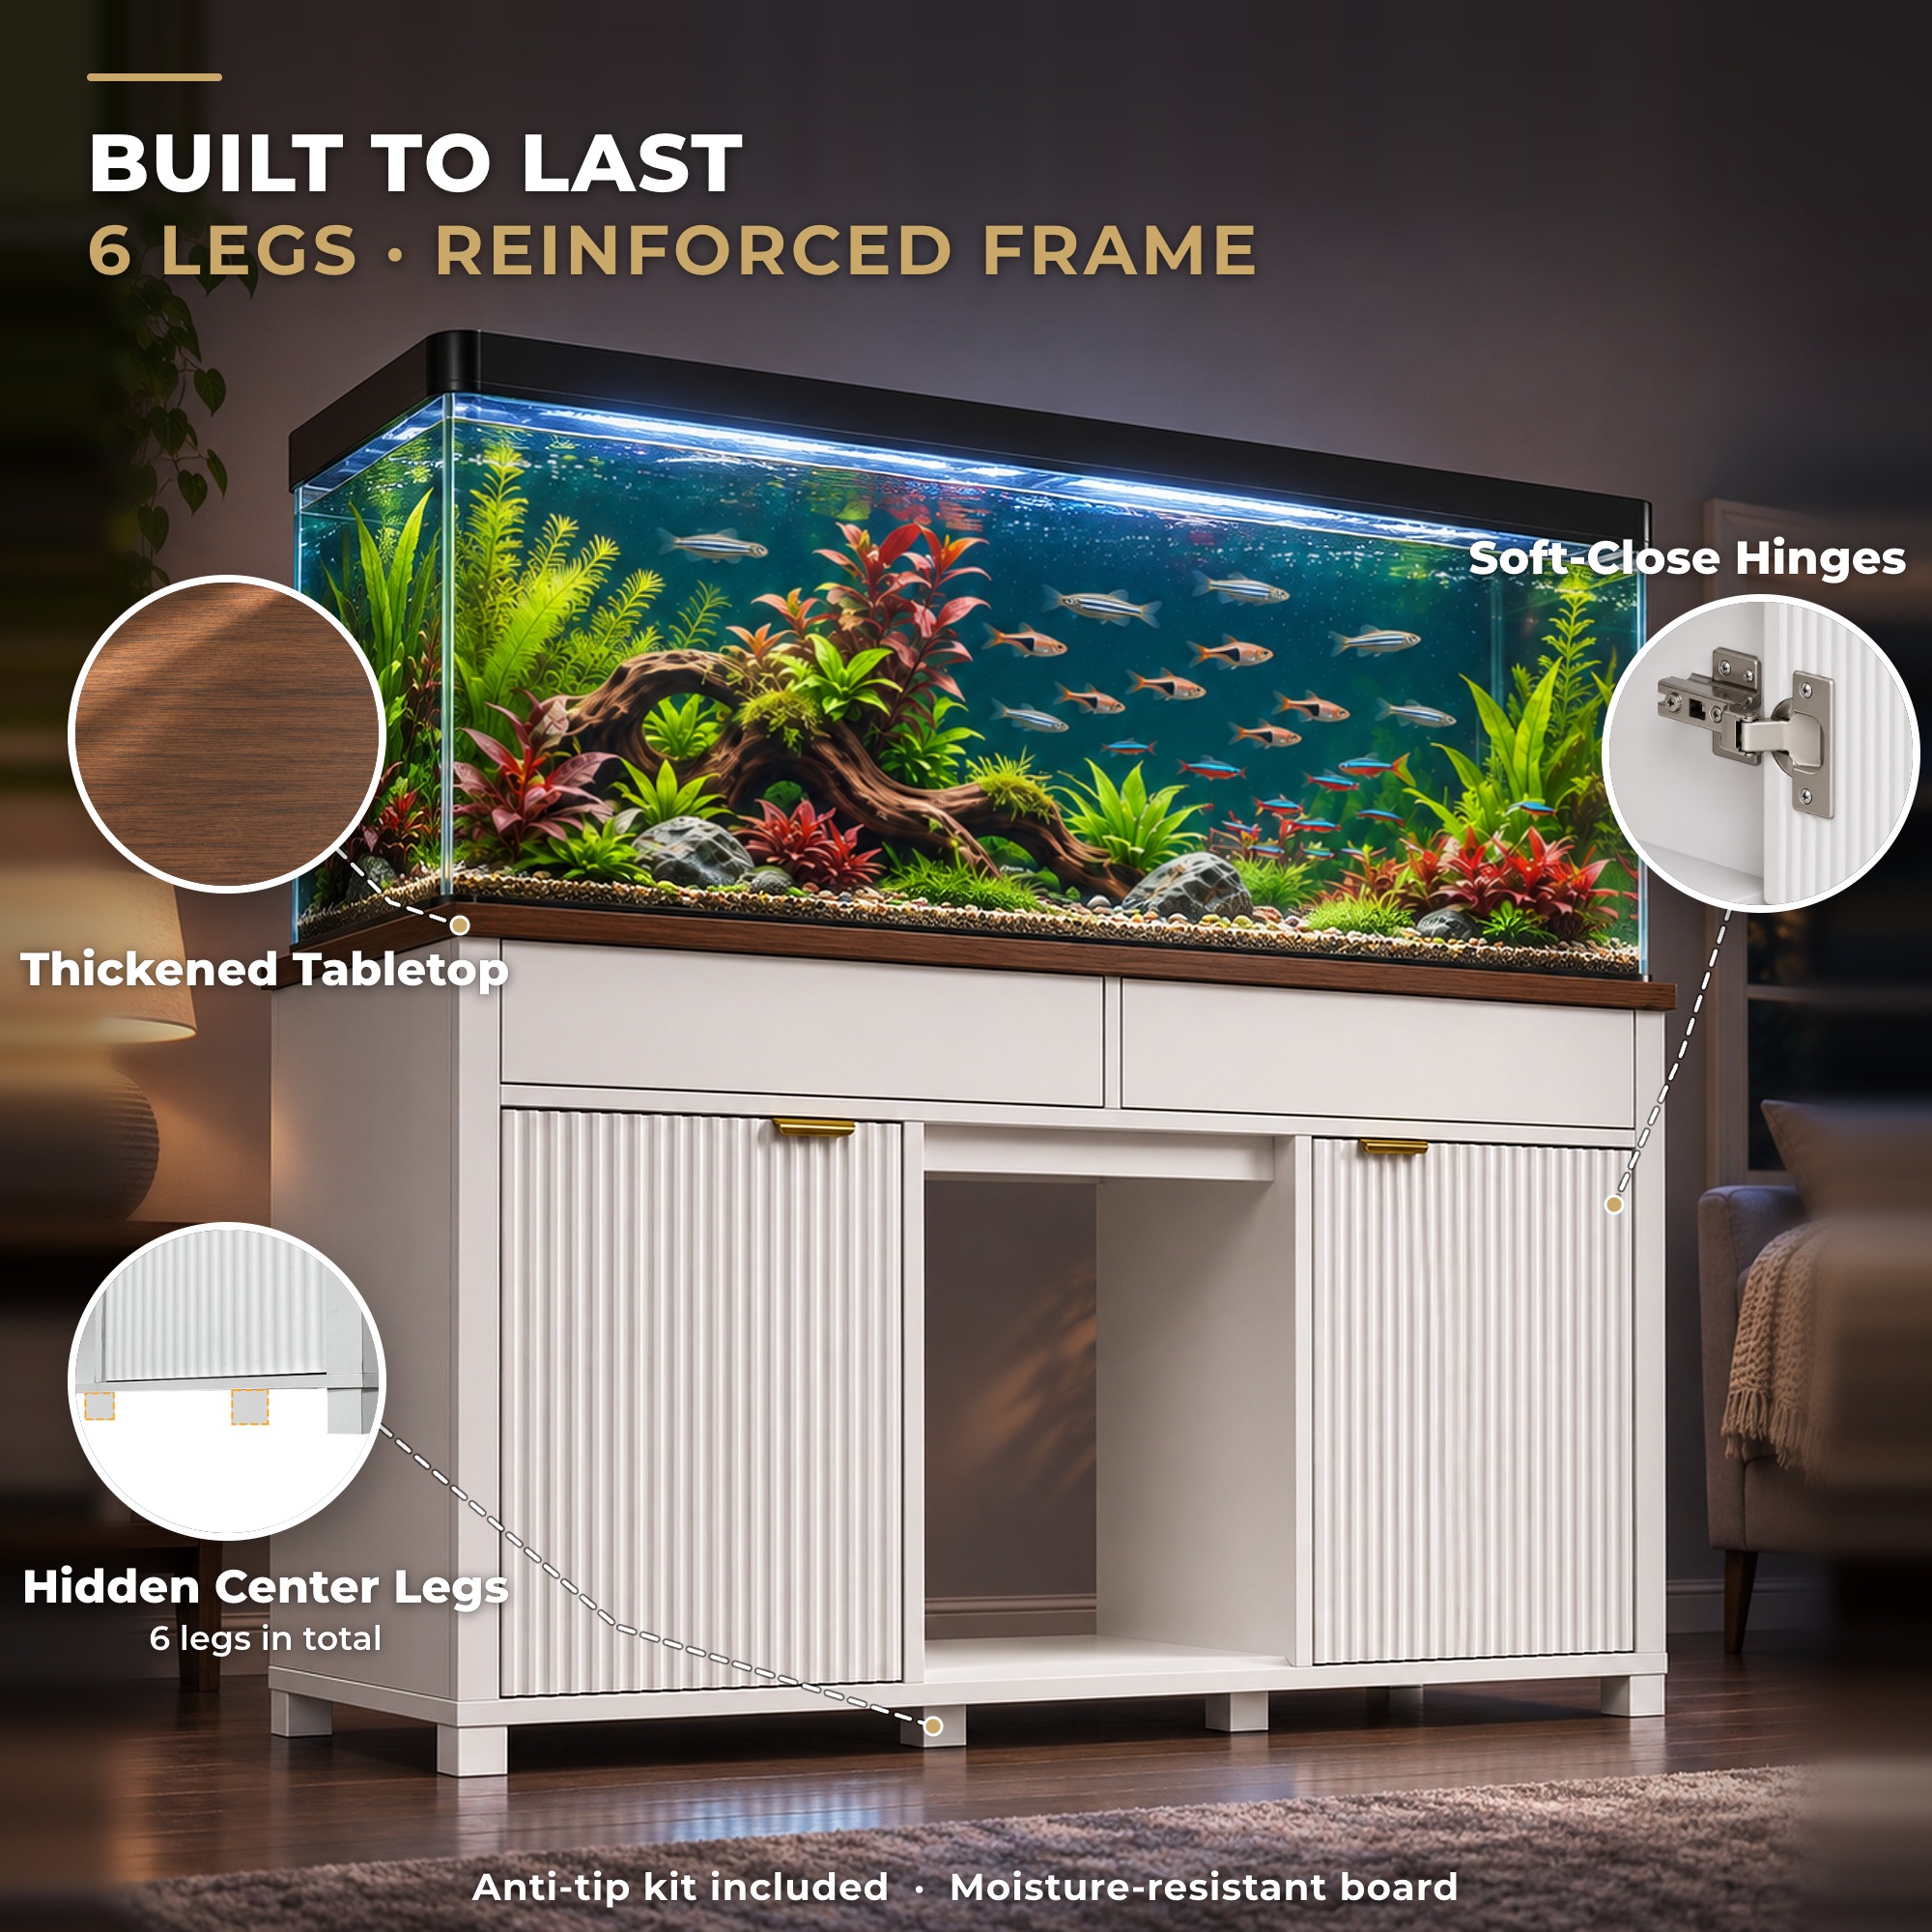 BUILT TO LAST
6 LEGS · REINFORCED FRAME
Soft-Close Hinges
Thickened Tabletop
Hidden Center Legs
6 legs in total
Anti-tip kit included · Moisture-resistant board